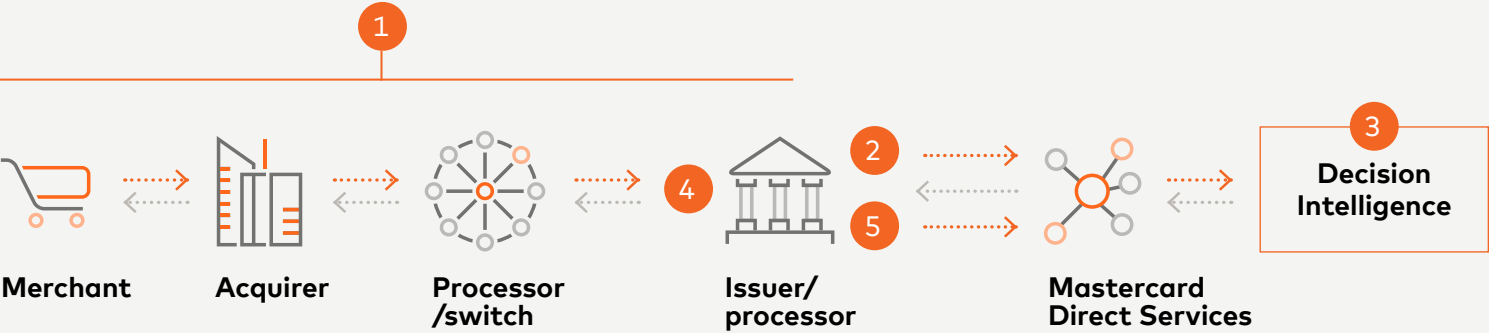 1
2
3
4
5
Decision
Intelligence
Merchant
Acquirer
Processor
/switch
Issuer/
processor
Mastercard
Direct Services